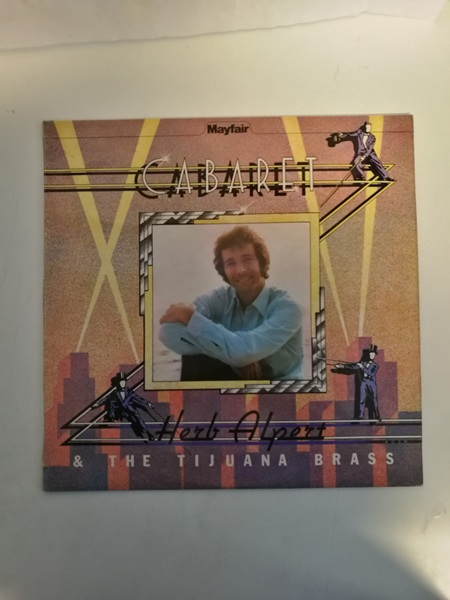 Mayfair
CABARET
Herb Alpert
& THE TIJUANA BRASS